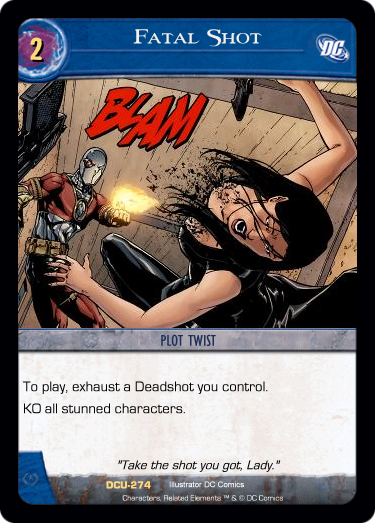 2
FATAL SHOT
DC
BLAM
PLOT TWIST
To play, exhaust a Deadshot you control.
KO all stunned characters.
"Take the shot you got, Lady."
DCU-274 Illustrator DC Comics
Characters, Related Elements ™ & © DC Comics